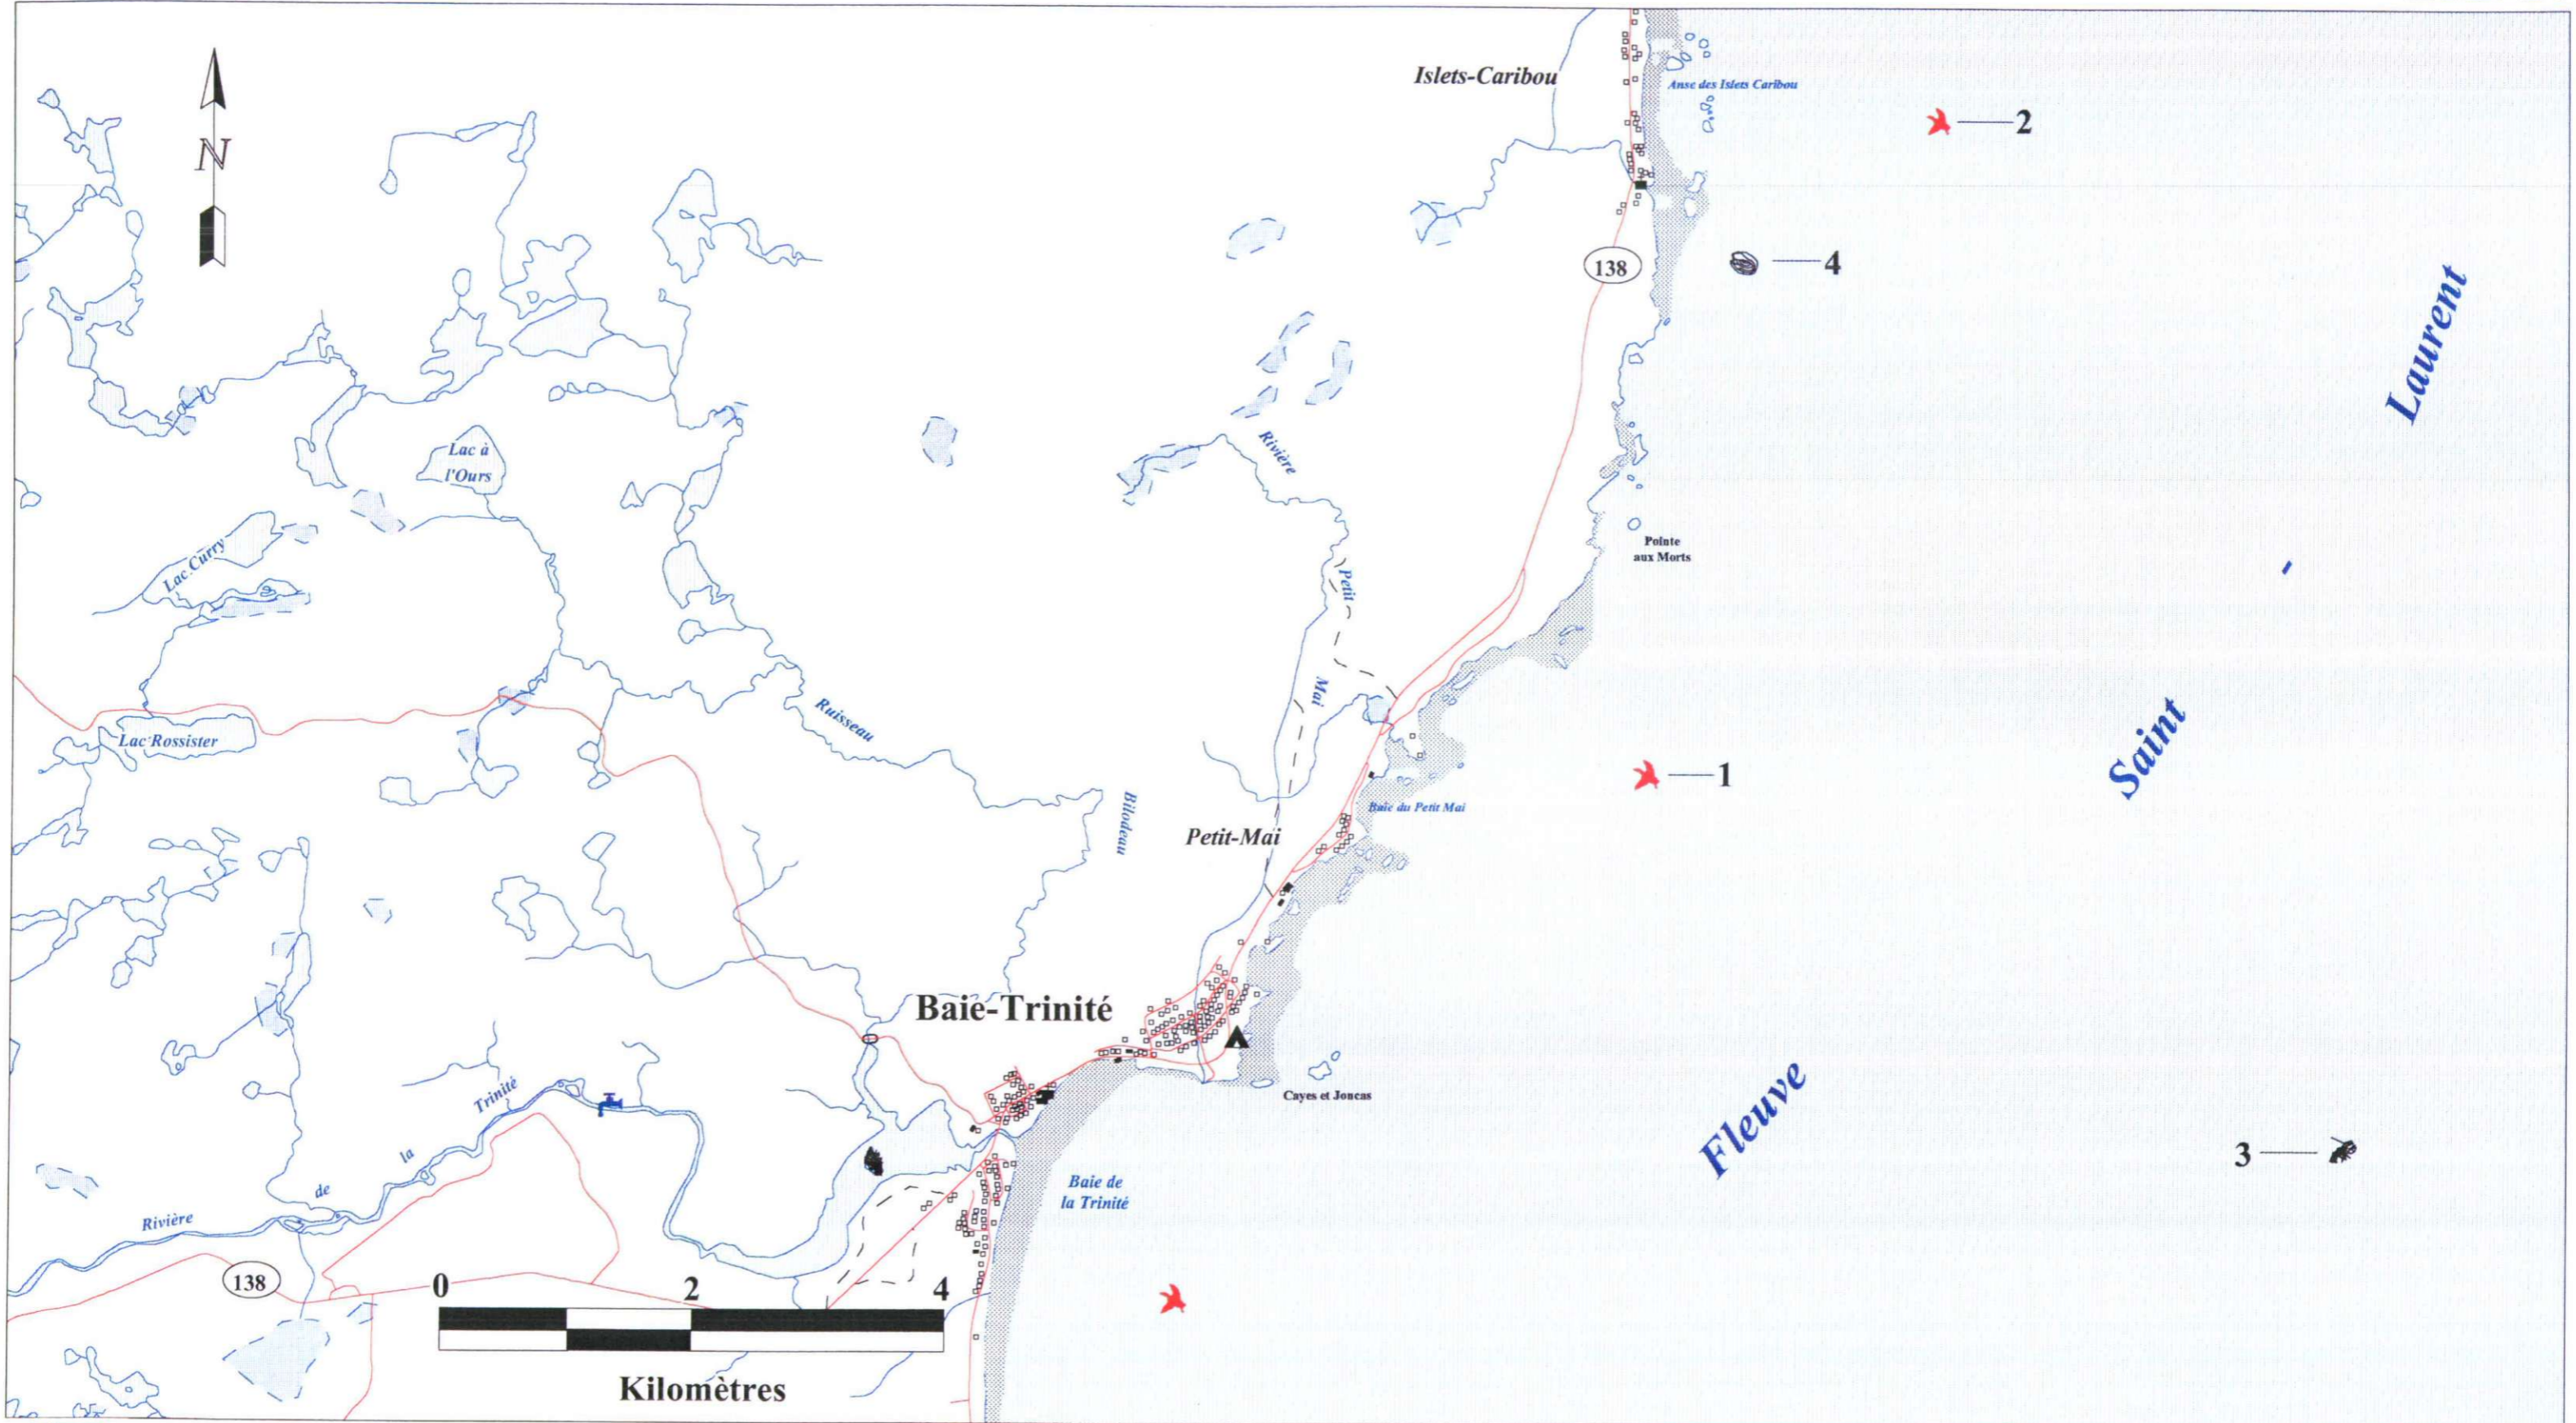 Islets-Caribou
Anse des Islets Caribou
2
N
138
4
Laurent
Rivière
Lac à
l'Ours
Pointe
aux Morts
-
Lac Curry
Petit
Mai
Saint
Ruisseau
Lac Rossister
1
Baie du Petit Mai
Bilodeau
Petit-Mai
Baie-Trinité
Trinité
Cayes et Joncas
Fleuve
la
3
Baie de
la Trinité
de
Rivière
138
0 2 4
Kilomètres